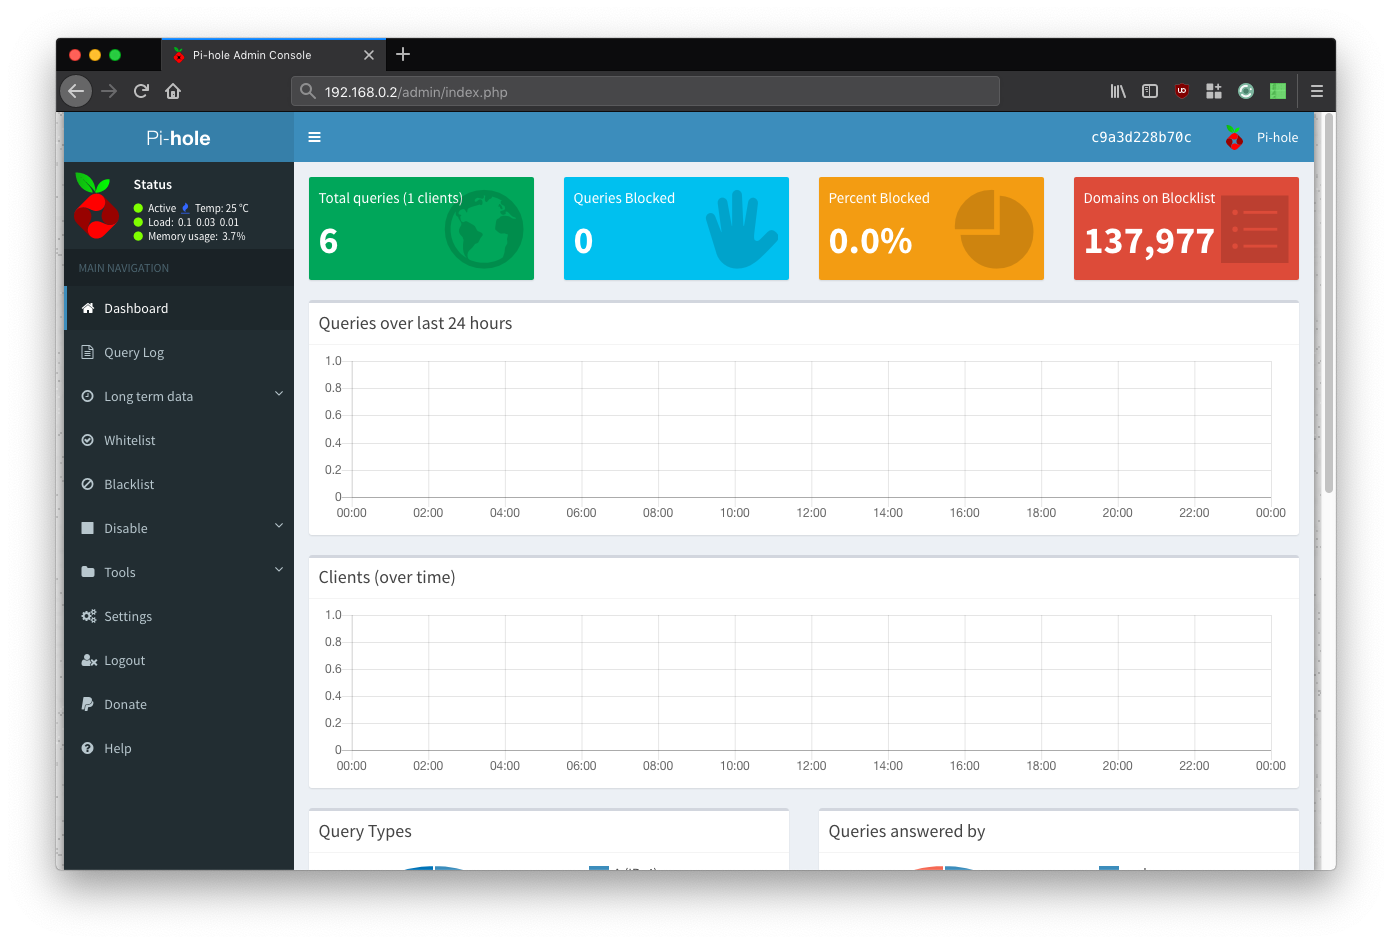 Pi-hole Admin Console
192.168.0.2/admin/index.php
UD
Pi-hole
c9a3d228b70c
Pi-hole
Status
Active Temp: 25 °C
Load: 0.1 0.03 0.01
Memory usage: 3.7%
MAIN NAVIGATION
Dashboard
Query Log
Long term data
Whitelist
Blacklist
Disable
Tools
Settings
Logout
Donate
Help
Total queries (1 clients)
6
Queries Blocked
0
Percent Blocked
0.0%
Domains on Blocklist
137,977
Queries over last 24 hours
1.0
0.8
0.6
0.4
0.2
0
00:00 02:00 04:00 06:00 08:00 10:00 12:00 14:00 16:00 18:00 20:00 22:00 00:00
Clients (over time)
1.0
0.8
0.6
0.4
0.2
0
00:00 02:00 04:00 06:00 08:00 10:00 12:00 14:00 16:00 18:00 20:00 22:00 00:00
Query Types
Queries answered by